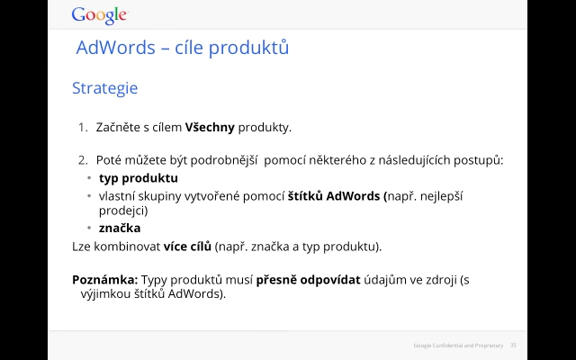 Google
AdWords – cíle produktů
Strategie
1. Začněte s cílem Všechny produkty.
2. Poté můžete být podrobnější pomocí některého z následujících postupů:
• typ produktu
• vlastní skupiny vytvořené pomocí štítků AdWords (např. nejlepší
prodejci)
• značka
Lze kombinovat více cílů (např. značka a typ produktu).
Poznámka: Typy produktů musí přesně odpovídat údajům ve zdroji (s
výjimkou štítků AdWords).
Google Confidential and Proprietary